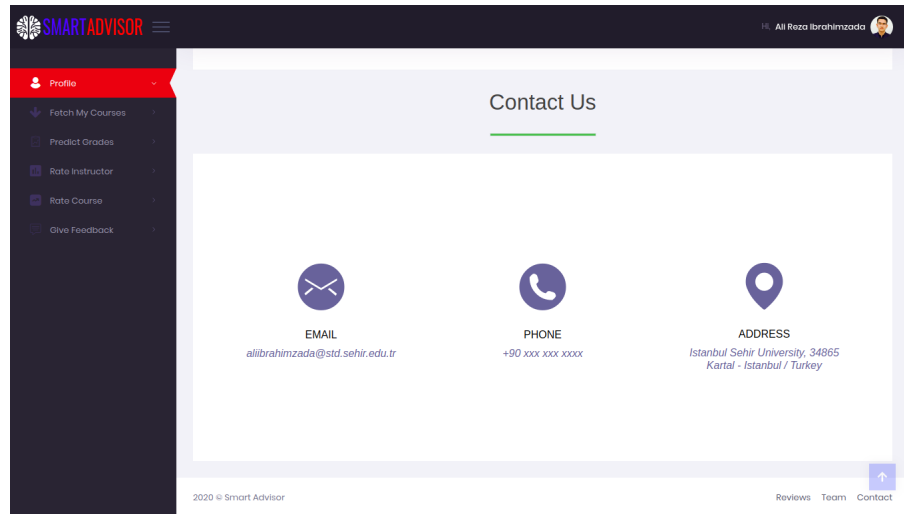 SMARTADVISOR
Hi, Ali Reza Ibrahimzada
Profile
Fetch My Courses
Predict Grades
Rate Instructor
Rate Course
Give Feedback
Contact Us
EMAIL
aliibrahimzada@std.sehir.edu.tr
PHONE
+90 xxx xxx xxxx
ADDRESS
Istanbul Sehir University, 34865
Kartal - Istanbul / Turkey
2020 © Smart Advisor
Reviews Team Contact